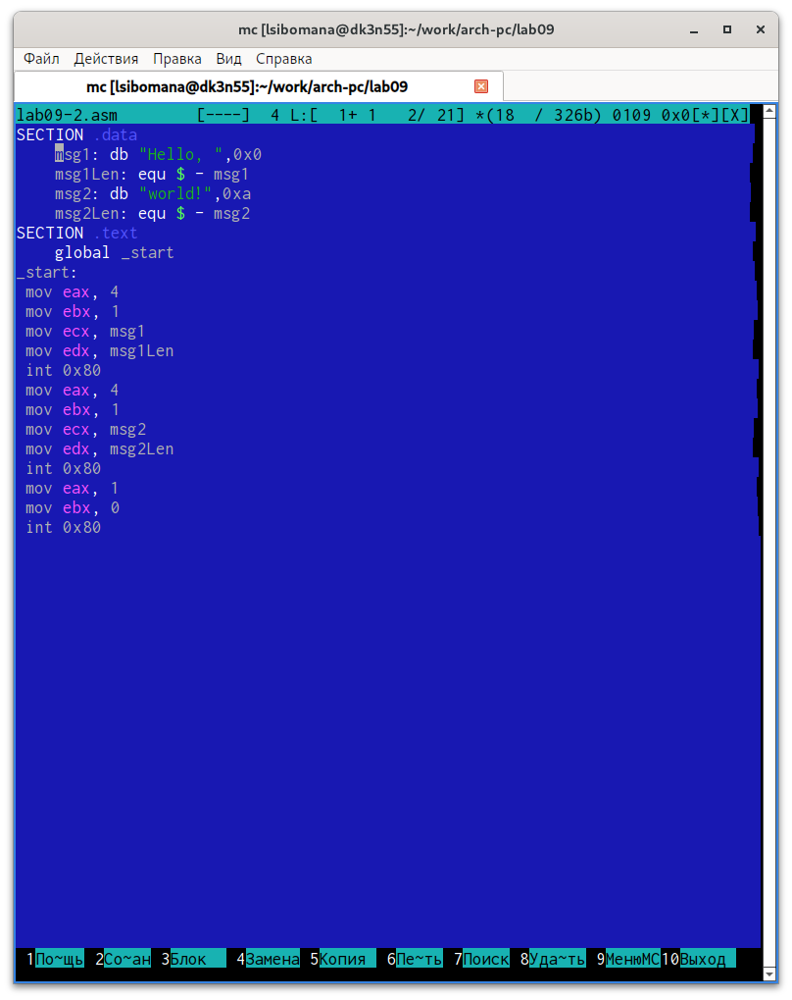 mc [lsibomana@dk3n55]:~/work/arch-pc/lab09
Файл Действия Правка Вид Справка
mc [lsibomana@dk3n55]:~/work/arch-pc/lab09
lab09-2.asm [----] 4 L:[ 1+ 1 2/ 21] *(18 / 326b) 0109 0x0[*][X]
SECTION .data
    msg1: db "Hello, ",0x0
    msg1Len: equ $ - msg1
    msg2: db "world!",0xa
    msg2Len: equ $ - msg2
SECTION .text
    global _start
_start:
 mov eax, 4
 mov ebx, 1
 mov ecx, msg1
 mov edx, msg1Len
 int 0x80
 mov eax, 4
 mov ebx, 1
 mov ecx, msg2
 mov edx, msg2Len
 int 0x80
 mov eax, 1
 mov ebx, 0
 int 0x80
1По~щь 2Со~ан 3Блок 4Замена 5Копия 6Пе~ть 7Поиск 8Уда~ть 9МенюМС 10Выход